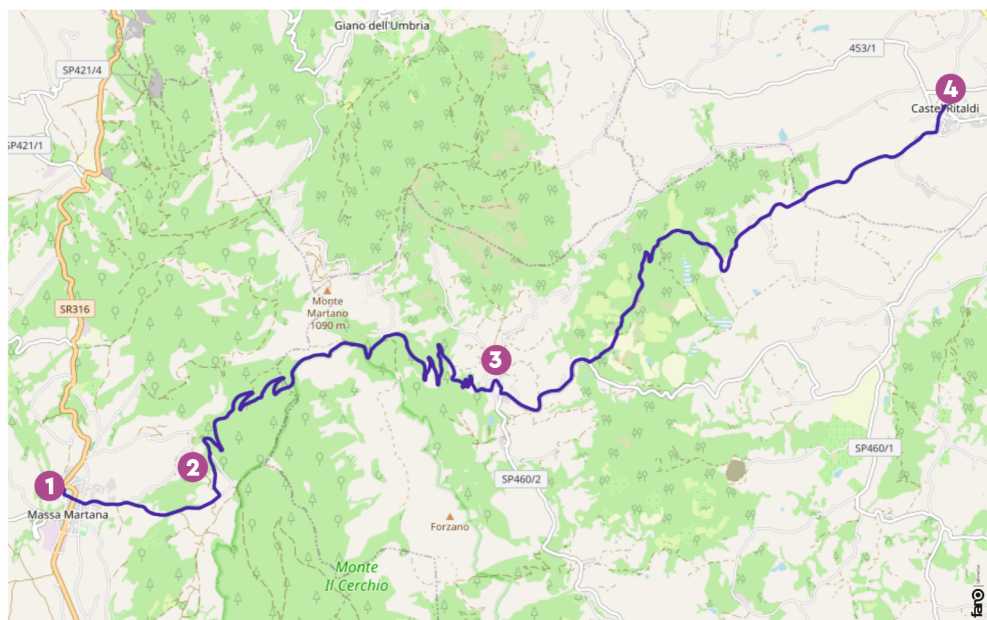 Giano dell'Umbria
453/1
SP421/4
4
Castel Ritaldi
SP421/1
Monte
Martano
1090 m
SR316
3
SP460/1
2
SP460/2
1
Massa Martana
Forzano
Monte
Il Cerchio
faro